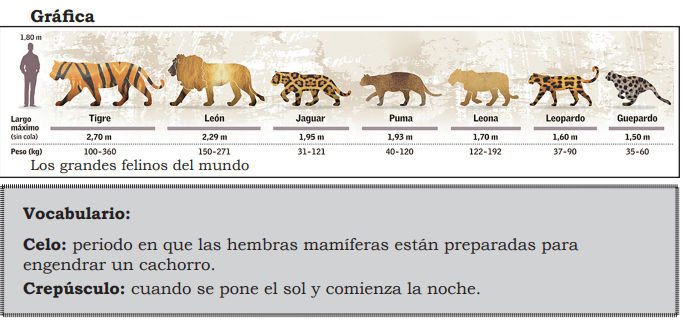 Gráfica
1,80 m
Tigre León Jaguar Puma Leona Leopardo Guepardo
Largo máximo (sin cola) 2,70 m 2,29 m 1,95 m 1,93 m 1,70 m 1,60 m 1,50 m
Peso (kg) 100-360 150-271 31-121 40-120 122-192 37-90 35-60
Los grandes felinos del mundo
Vocabulario:
Celo: periodo en que las hembras mamíferas están preparadas para
engendrar un cachorro.
Crepúsculo: cuando se pone el sol y comienza la noche.